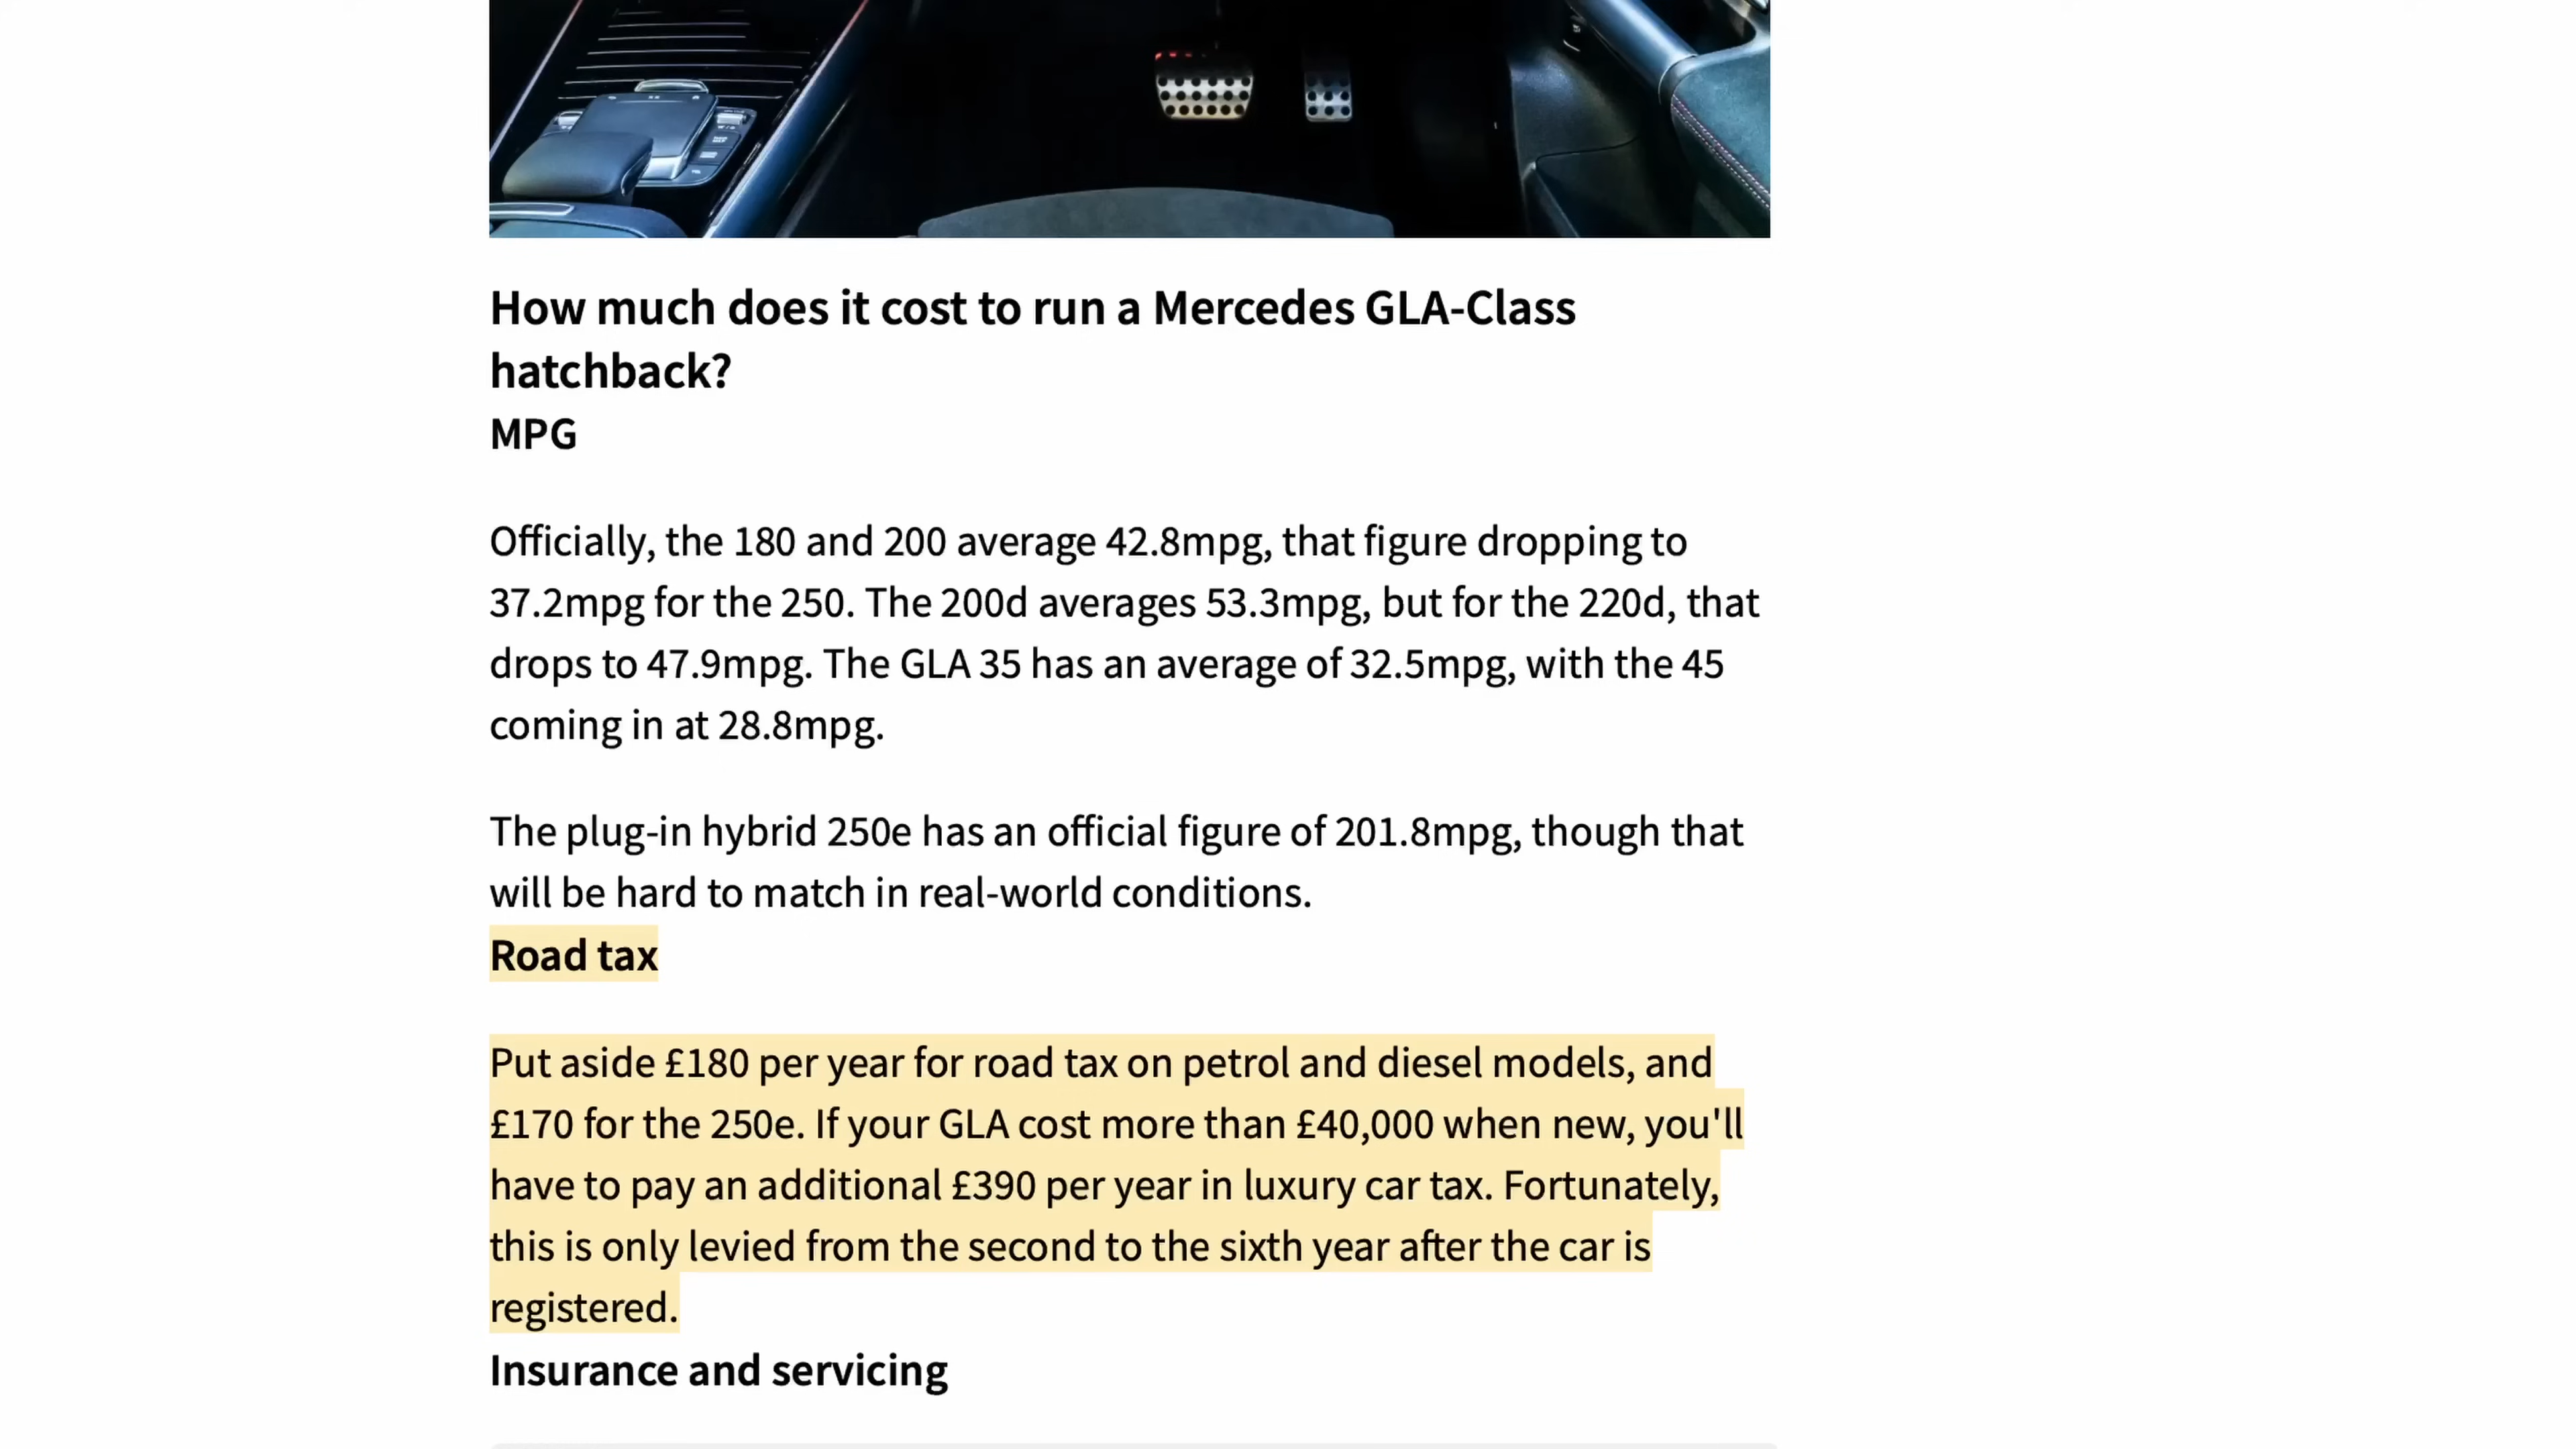 How much does it cost to run a Mercedes GLA-Class
hatchback?
MPG
Officially, the 180 and 200 average 42.8mpg, that figure dropping to
37.2mpg for the 250. The 200d averages 53.3mpg, but for the 220d, that
drops to 47.9mpg. The GLA 35 has an average of 32.5mpg, with the 45
coming in at 28.8mpg.
The plug-in hybrid 250e has an official figure of 201.8mpg, though that
will be hard to match in real-world conditions.
Road tax
Put aside £180 per year for road tax on petrol and diesel models, and
£170 for the 250e. If your GLA cost more than £40,000 when new, you'll
have to pay an additional £390 per year in luxury car tax. Fortunately,
this is only levied from the second to the sixth year after the car is
registered.
Insurance and servicing